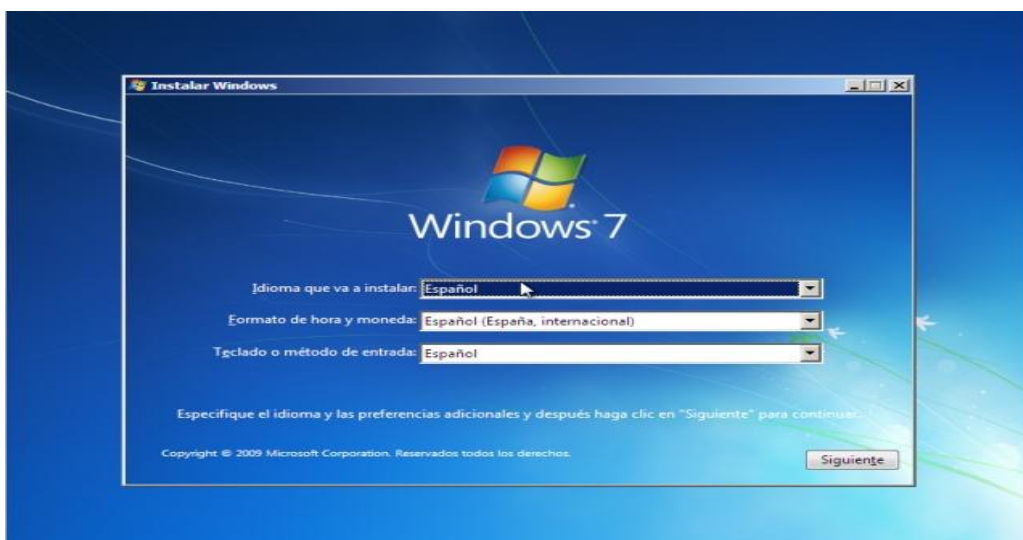 Instalar Windows
Windows 7
Idioma que va a instalar: Español
Formato de hora y moneda: Español (España, internacional)
Teclado o método de entrada: Español
Especifique el idioma y las preferencias adicionales y después haga clic en "Siguiente" para continuar.
Copyright © 2009 Microsoft Corporation. Reservados todos los derechos.
Siguiente